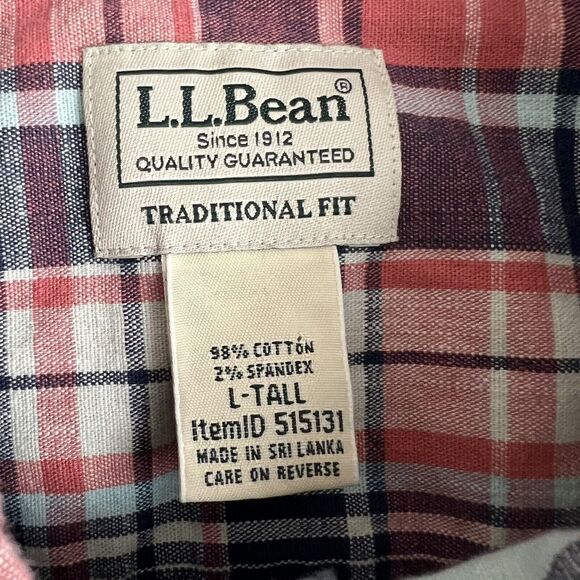 L.L.Bean®
Since 1912
QUALITY GUARANTEED
TRADITIONAL FIT
98% COTTÓN
2% SPANDEX
L-TALL
ItemID 515131
MADE IN SRI LANKA
CARE ON REVERSE